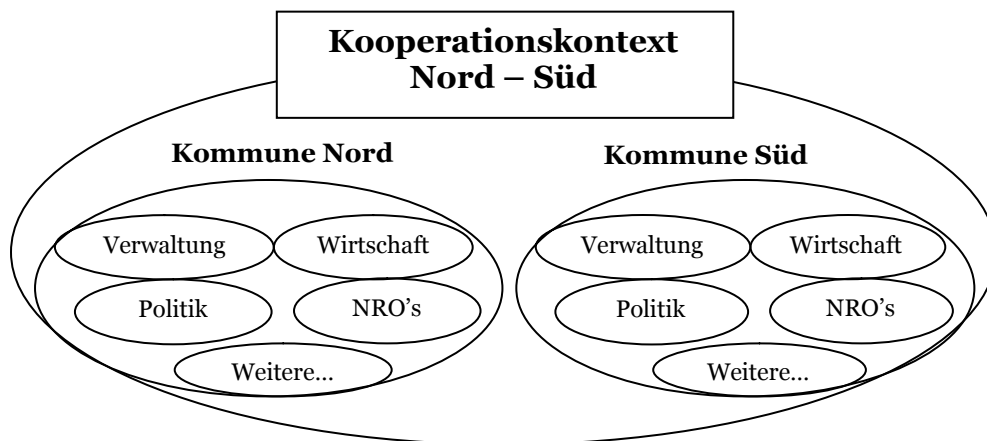 Kooperationskontext
Nord – Süd
Kommune Nord
Kommune Süd
Verwaltung
Wirtschaft
Politik
NRO’s
Weitere...
Verwaltung
Wirtschaft
Politik
NRO’s
Weitere...